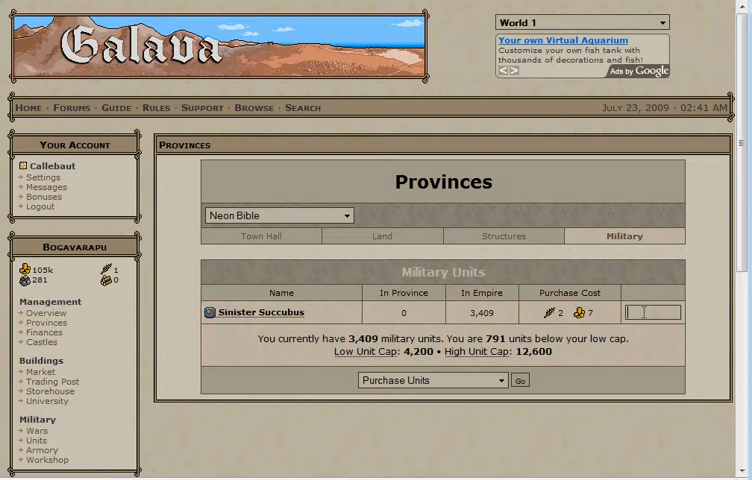 Galava
World 1
Your own Virtual Aquarium
Customize your own fish tank with
thousands of decorations and fish!
< >
Ads by Google
Home · Forums · Guide · Rules · Support · Browse · Search
July 23, 2009 · 02:41 AM
Your Account
Callebaut
Settings
Messages
Bonuses
Logout
Bogavarapu
105k 1
281 0
Management
Overview
Provinces
Finances
Castles
Buildings
Market
Trading Post
Storehouse
University
Military
Wars
Units
Armory
Workshop
Provinces
Provinces
Neon Bible
Town Hall Land Structures Military
Military Units
Name In Province In Empire Purchase Cost
Sinister Succubus 0 3,409 2 7
You currently have 3,409 military units. You are 791 units below your low cap.
Low Unit Cap: 4,200 • High Unit Cap: 12,600
Purchase Units Go